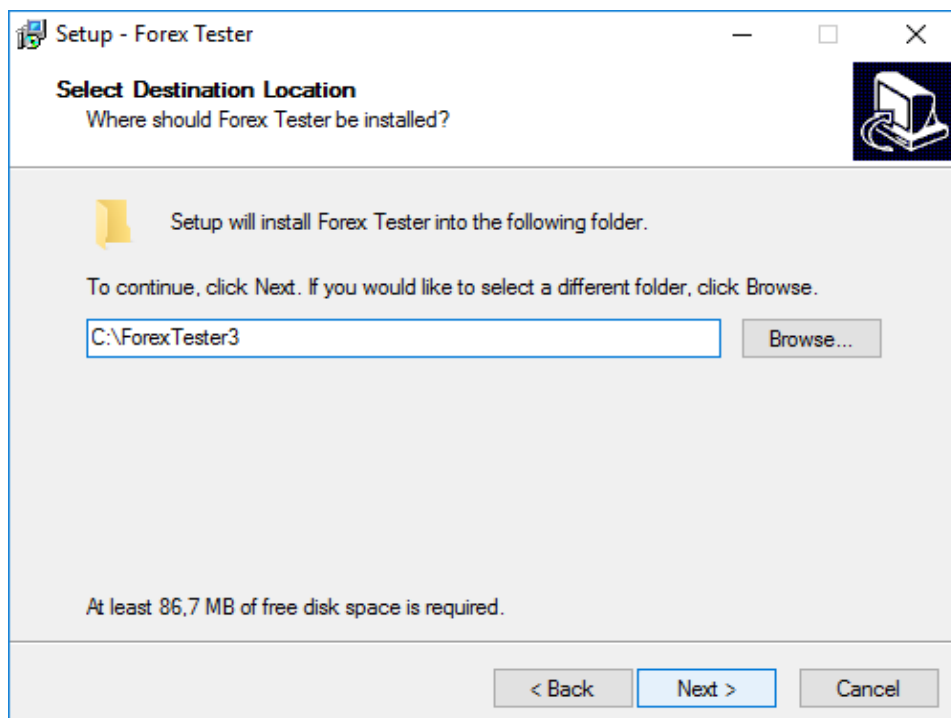 Setup - Forex Tester
Select Destination Location
Where should Forex Tester be installed?
Setup will install Forex Tester into the following folder.
To continue, click Next. If you would like to select a different folder, click Browse.
C:\ForexTester3
Browse...
At least 86,7 MB of free disk space is required.
< Back
Next >
Cancel